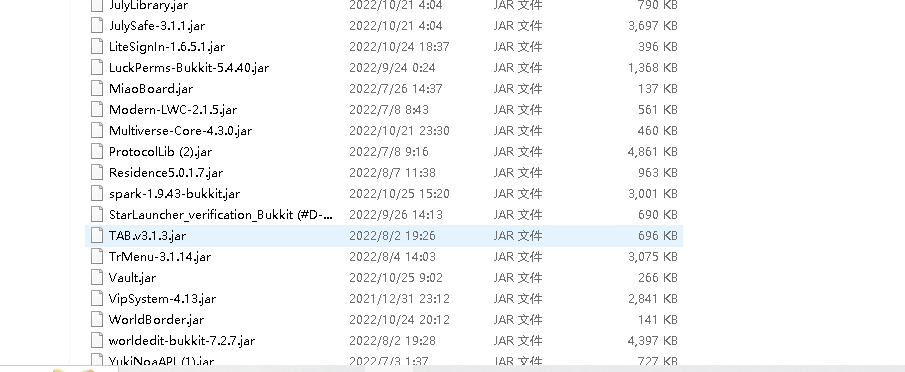 JulyLibrary.jar 2022/10/21 4:04 JAR 文件 790 KB
JulySafe-3.1.1.jar 2022/10/21 4:04 JAR 文件 3,697 KB
LiteSignIn-1.6.5.1.jar 2022/10/24 18:37 JAR 文件 396 KB
LuckPerms-Bukkit-5.4.40.jar 2022/9/24 0:24 JAR 文件 1,368 KB
MiaoBoard.jar 2022/7/26 14:37 JAR 文件 137 KB
Modern-LWC-2.1.5.jar 2022/7/8 8:43 JAR 文件 561 KB
Multiverse-Core-4.3.0.jar 2022/10/21 23:30 JAR 文件 460 KB
ProtocolLib (2).jar 2022/7/8 9:16 JAR 文件 4,861 KB
Residence5.0.1.7.jar 2022/8/7 11:38 JAR 文件 963 KB
spark-1.9.43-bukkit.jar 2022/10/25 15:20 JAR 文件 3,001 KB
StarLauncher_verification_Bukkit (#D-... 2022/9/26 14:13 JAR 文件 690 KB
TAB.v3.1.3.jar 2022/8/2 19:26 JAR 文件 696 KB
TrMenu-3.1.14.jar 2022/8/4 14:03 JAR 文件 3,075 KB
Vault.jar 2022/10/25 9:02 JAR 文件 266 KB
VipSystem-4.13.jar 2021/12/31 23:12 JAR 文件 2,841 KB
WorldBorder.jar 2022/10/24 20:12 JAR 文件 141 KB
worldedit-bukkit-7.2.7.jar 2022/8/2 19:28 JAR 文件 4,397 KB
YukiNoaAPI (1).jar 2022/7/3 1:37 JAR 文件 727 KB